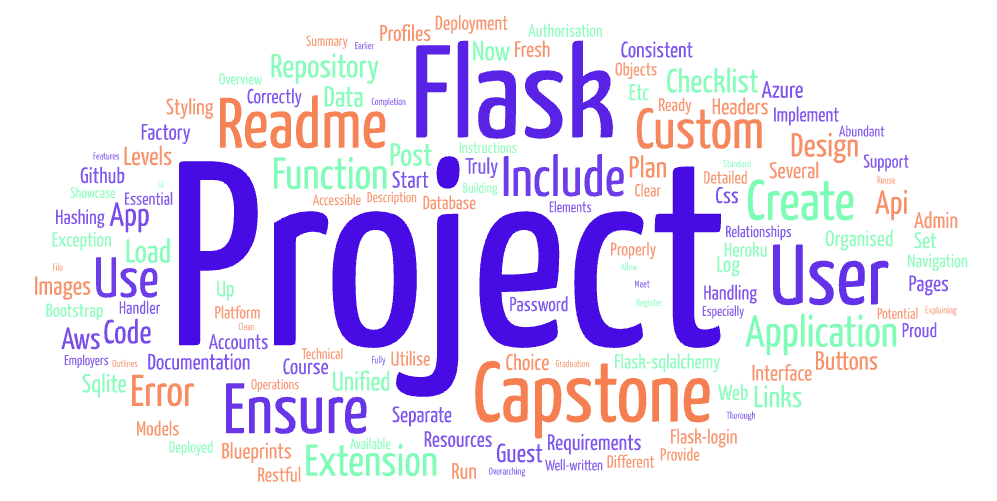 Deployment
Authorisation
Profiles
Summary
Earlier
Flask
Now
Fresh
Consistent
Repository
Objects
Overview
Checklist
Data
Etc
Azure
Correctly
Completion
Ready
Headers
Styling
Readme
Custom
Implement
Factory
Abundant
Design
Post
Instructions
Levels
Features
Truly
Include
Plan
Standard
Several
Support
Function
Start
Github
Building
Clear
Detailed
Reuse
Showcase
Lb
Essential
Accessible
Description
Database
Css
Create
Api
Hashing
App
Elements
Admin
Project
Relationships
Exception
Load
Properly
Heroku
Organised
Set
File
Allow
Log
Navigation
Images
Use
Up
Meet
User
Pages
Bootstrap
Handler
Platform
Password
Register
Handling
Especially
Potential
Explaining
Clean
Aws
Code
Accounts
Application
Proud
Employers
Outlines
Documentation
Course
Technical
Fully
Utilise
Choice
Graduation
Flask-sqlalchemy
Buttons
Interface
Sqlite
Error
Operations
Unified
Capstone
Web
Links
Ensure
Separate
Thorough
Models
Deployed
Available
Resources
Requirements
Flask-login
Blueprints
Guest
Provide
Extension
Restful
Run
Overarching
Well-written
Different